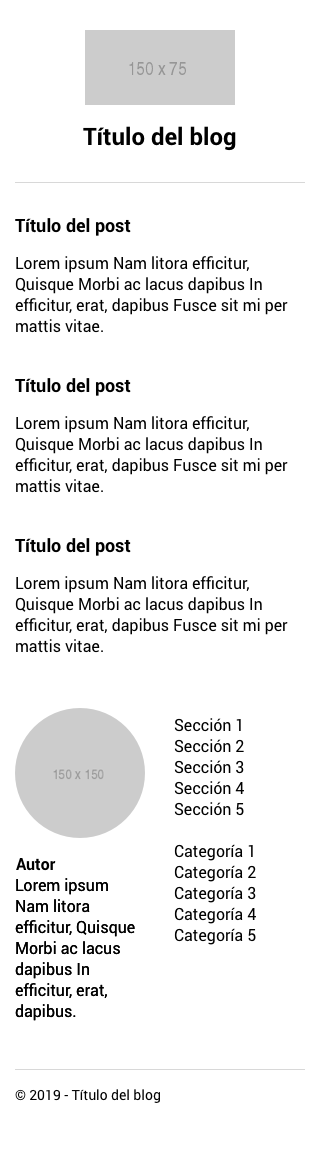 150 x 75
Título del blog
Título del post
Lorem ipsum Nam litora efficitur,
Quisque Morbi ac lacus dapibus In
efficitur, erat, dapibus Fusce sit mi per
mattis vitae.
Título del post
Lorem ipsum Nam litora efficitur,
Quisque Morbi ac lacus dapibus In
efficitur, erat, dapibus Fusce sit mi per
mattis vitae.
Título del post
Lorem ipsum Nam litora efficitur,
Quisque Morbi ac lacus dapibus In
efficitur, erat, dapibus Fusce sit mi per
mattis vitae.
150 x 150
Autor
Lorem ipsum
Nam litora
efficitur, Quisque
Morbi ac lacus
dapibus In
efficitur, erat,
dapibus.
Sección 1
Sección 2
Sección 3
Sección 4
Sección 5
Categoría 1
Categoría 2
Categoría 3
Categoría 4
Categoría 5
© 2019 - Título del blog